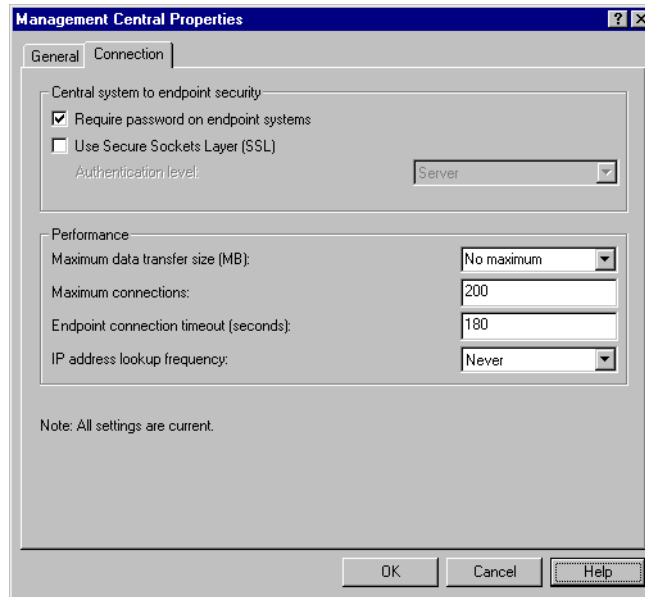 Management Central Properties
General Connection
Central system to endpoint security
Require password on endpoint systems
Use Secure Sockets Layer (SSL)
Authentication level: Server
Performance
Maximum data transfer size (MB): No maximum
Maximum connections: 200
Endpoint connection timeout (seconds): 180
IP address lookup frequency: Never
Note: All settings are current.
OK Cancel Help